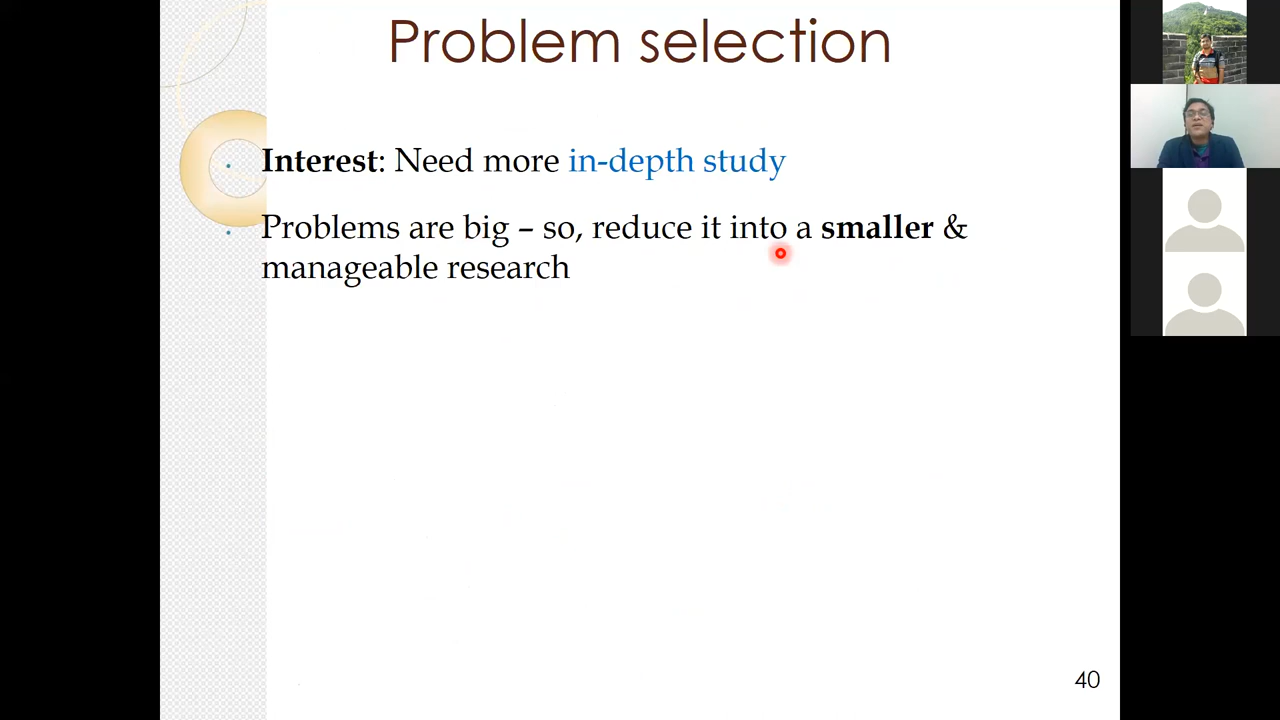 Problem selection
Interest: Need more in-depth study
Problems are big – so, reduce it into a smaller &
manageable research
40